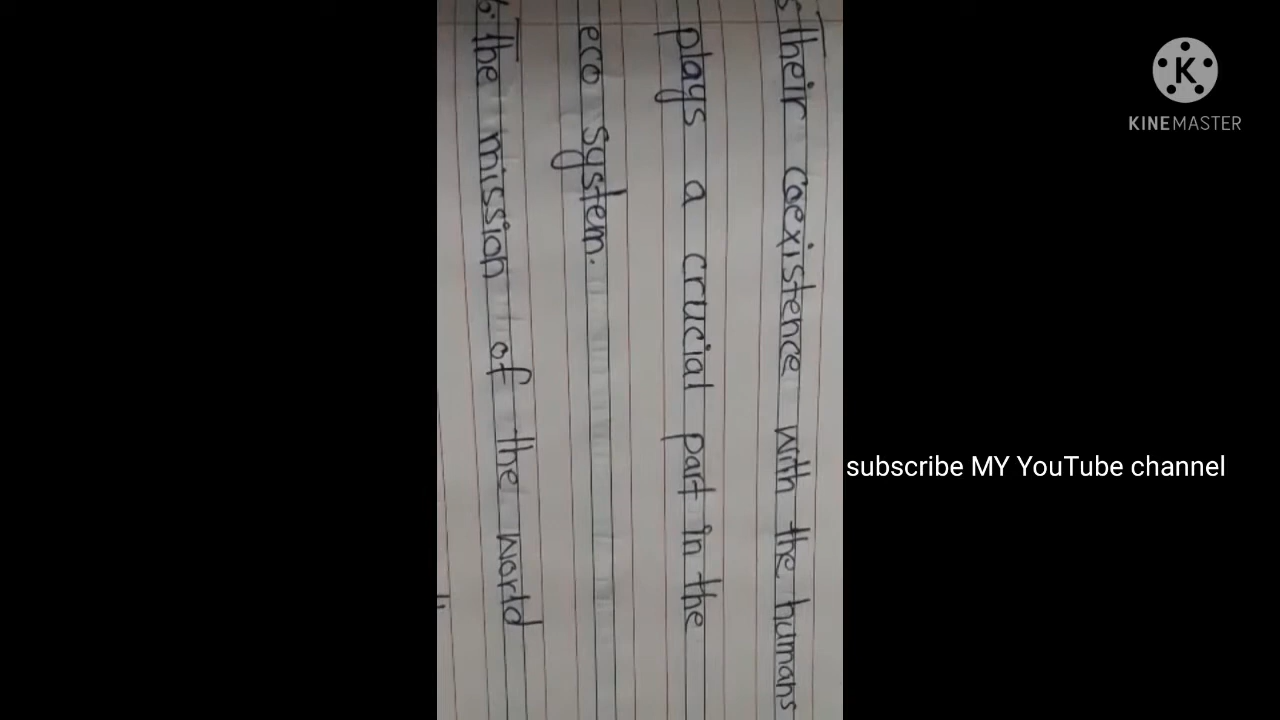 Their coexistence with the humans
plays a crucial part in the
eco system.
the mission of the world
KINEMASTER
subscribe MY YouTube channel